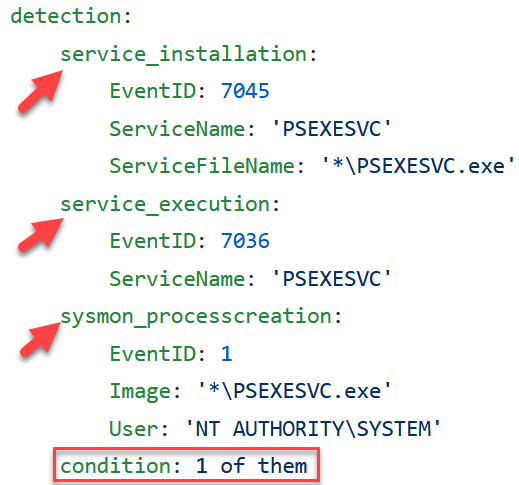 detection:
service_installation:
EventID: 7045
ServiceName: 'PSEXESVC'
ServiceFileName: '*\PSEXESVC.exe'
service_execution:
EventID: 7036
ServiceName: 'PSEXESVC'
sysmon_processcreation:
EventID: 1
Image: '*\PSEXESVC.exe'
User: 'NT AUTHORITY\SYSTEM'
condition: 1 of them